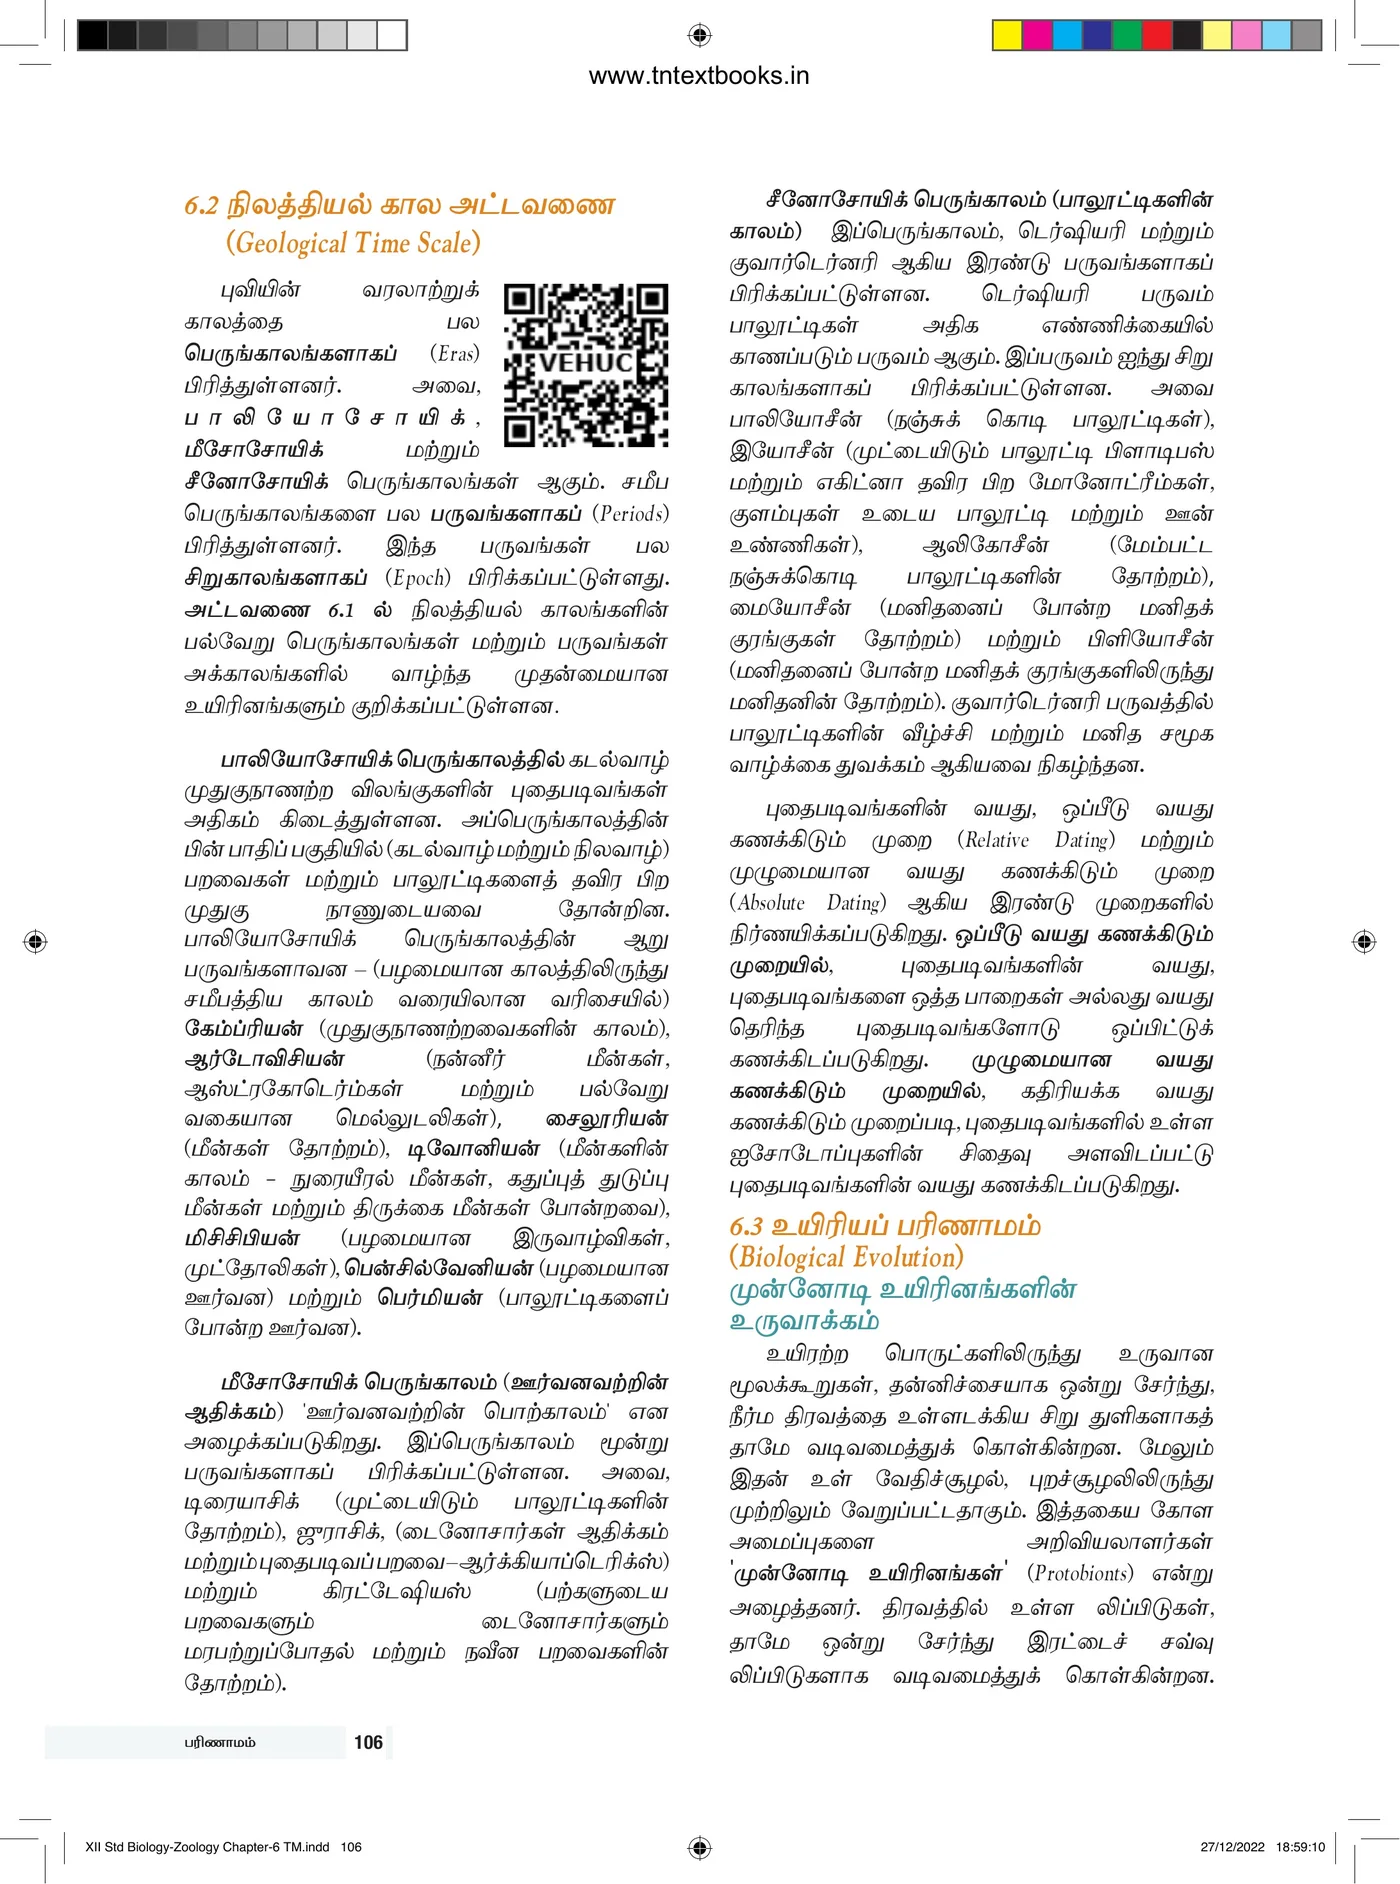 www.tntextbooks.in
6.2 நிலத்தியல் கால அட்டவணை
(Geological Time Scale)
புவியின் வரலாற்றுக்
காலத்தை பல
பெருங்காலங்களாகப் (Eras)
பிரித்துள்ளனர். அவை,
பாலியோசோயிக்,
மீசோசோயிக் மற்றும்
சீனோசோயிக் பெருங்காலங்கள் ஆகும். சமீப
பெருங்காலங்களை பல பருவங்களாகப் (Periods)
பிரித்துள்ளனர். இந்த பருவங்கள் பல
சிறுகாலங்களாகப் (Epoch) பிரிக்கப்பட்டுள்ளது.
அட்டவணை 6.1 ல் நிலத்தியல் காலங்களின்
பல்வேறு பெருங்காலங்கள் மற்றும் பருவங்கள்
அக்காலங்களில் வாழ்ந்த முதன்மையான
உயிரினங்களும் குறிக்கப்பட்டுள்ளன.
பாலியோசோயிக் பெருங்காலத்தில் கடல்வாழ்
முதுகுநாணற்ற விலங்குகளின் புதைபடிவங்கள்
அதிகம் கிடைத்துள்ளன. அப்பெருங்காலத்தின்
பின் பாதிப் பகுதியில் (கடல்வாழ் மற்றும் நிலவாழ்)
பறவைகள் மற்றும் பாலூட்டிகளைத் தவிர பிற
முதுகு நாணுடையவை தோன்றின.
பாலியோசோயிக் பெருங்காலத்தின் ஆறு
பருவங்களாவன – (பழமையான காலத்திலிருந்து
சமீபத்திய காலம் வரையிலான வரிசையில்)
கேம்ப்ரியன் (முதுகுநாணற்றவைகளின் காலம்),
ஆர்டோவிசியன் (நன்னீர் மீன்கள்,
ஆஸ்ட்ரகோடெர்ம்கள் மற்றும் பல்வேறு
வகையான மெல்லுடலிகள்), சைலூரியன்
(மீன்கள் தோற்றம்), டிவோனியன் (மீன்களின்
காலம் – நுரையீரல் மீன்கள், கதுப்புத் துடுப்பு
மீன்கள் மற்றும் திருக்கை மீன்கள் போன்றவை),
மிசிசிபியன் (பழமையான இருவாழ்விகள்,
முட்தோலிகள்), பென்சில்வேனியன் (பழமையான
ஊர்வன) மற்றும் பெர்மியன் (பாலூட்டிகளைப்
போன்ற ஊர்வன).
மீசோசோயிக் பெருங்காலம் (ஊர்வனவற்றின்
ஆதிக்கம்) 'ஊர்வனவற்றின் பொற்காலம்' என
அழைக்கப்படுகிறது. இப்பெருங்காலம் மூன்று
பருவங்களாகப் பிரிக்கப்பட்டுள்ளன. அவை,
டிரையாசிக் (முட்டையிடும் பாலூட்டிகளின்
தோற்றம்), ஜுராசிக், (டைனோசார்கள் ஆதிக்கம்
மற்றும் புதைபடிவப் பறவை–ஆர்க்கியாப்டெரிக்ஸ்)
மற்றும் கிரட்டேஷியஸ் (பற்களுடைய
பறவைகளும் டைனோசார்களும்
மரபற்றுப்போதல் மற்றும் நவீன பறவைகளின்
தோற்றம்).
VEHUC
சீனோசோயிக் பெருங்காலம் (பாலூட்டிகளின்
காலம்) இப்பெருங்காலம், டெர்ஷியரி மற்றும்
குவார்டெர்னரி ஆகிய இரண்டு பருவங்களாகப்
பிரிக்கப்பட்டுள்ளன. டெர்ஷியரி பருவம்
பாலூட்டிகள் அதிக எண்ணிக்கையில்
காணப்படும் பருவம் ஆகும். இப்பருவம் ஐந்து சிறு
காலங்களாகப் பிரிக்கப்பட்டுள்ளன. அவை
பாலியோசீன் (நஞ்சுக் கொடி பாலூட்டிகள்),
இயோசீன் (முட்டையிடும் பாலூட்டி பிளாடிபஸ்
மற்றும் எகிட்னா தவிர பிற மோனோட்ரீம்கள்,
குளம்புகள் உடைய பாலூட்டி மற்றும் ஊன்
உண்ணிகள்), ஆலிகோசீன் (மேம்பட்ட
நஞ்சுக்கொடி பாலூட்டிகளின் தோற்றம்),
மையோசீன் (மனிதனைப் போன்ற மனிதக்
குரங்குகள் தோற்றம்) மற்றும் பிளியோசீன்
(மனிதனைப் போன்ற மனிதக் குரங்குகளிலிருந்து
மனிதனின் தோற்றம்). குவார்டெர்னரி பருவத்தில்
பாலூட்டிகளின் வீழ்ச்சி மற்றும் மனித சமூக
வாழ்க்கை துவக்கம் ஆகியவை நிகழ்ந்தன.
புதைபடிவங்களின் வயது, ஒப்பீடு வயது
கணக்கிடும் முறை (Relative Dating) மற்றும்
முழுமையான வயது கணக்கிடும் முறை
(Absolute Dating) ஆகிய இரண்டு முறைகளில்
நிர்ணயிக்கப்படுகிறது. ஒப்பீடு வயது கணக்கிடும்
முறையில், புதைபடிவங்களின் வயது,
புதைபடிவங்களை ஒத்த பாறைகள் அல்லது வயது
தெரிந்த புதைபடிவங்களோடு ஒப்பிட்டுக்
கணக்கிடப்படுகிறது. முழுமையான வயது
கணக்கிடும் முறையில், கதிரியக்க வயது
கணக்கிடும் முறைப்படி, புதைபடிவங்களில் உள்ள
ஐசோடோப்புகளின் சிதைவு அளவிடப்பட்டு
புதைபடிவங்களின் வயது கணக்கிடப்படுகிறது.
6.3 உயிரியப் பரிணாமம்
(Biological Evolution)
முன்னோடி உயிரினங்களின்
உருவாக்கம்
உயிரற்ற பொருட்களிலிருந்து உருவான
மூலக்கூறுகள், தன்னிச்சையாக ஒன்று சேர்ந்து,
நீர்ம திரவத்தை உள்ளடக்கிய சிறு துளிகளாகத்
தாமே வடிவமைத்துக் கொள்கின்றன. மேலும்
இதன் உள் வேதிச்சூழல், புறச்சூழலிலிருந்து
முற்றிலும் வேறுப்பட்டதாகும். இத்தகைய கோள
அமைப்புகளை அறிவியலாளர்கள்
'முன்னோடி உயிரினங்கள்' (Protobionts) என்று
அழைத்தனர். திரவத்தில் உள்ள லிப்பிடுகள்,
தாமே ஒன்று சேர்ந்து இரட்டைச் சவ்வு
லிப்பிடுகளாக வடிவமைத்துக் கொள்கின்றன.
பரிணாமம் 106
XII Std Biology-Zoology Chapter-6 TM.indd 106
27/12/2022 18:59:10